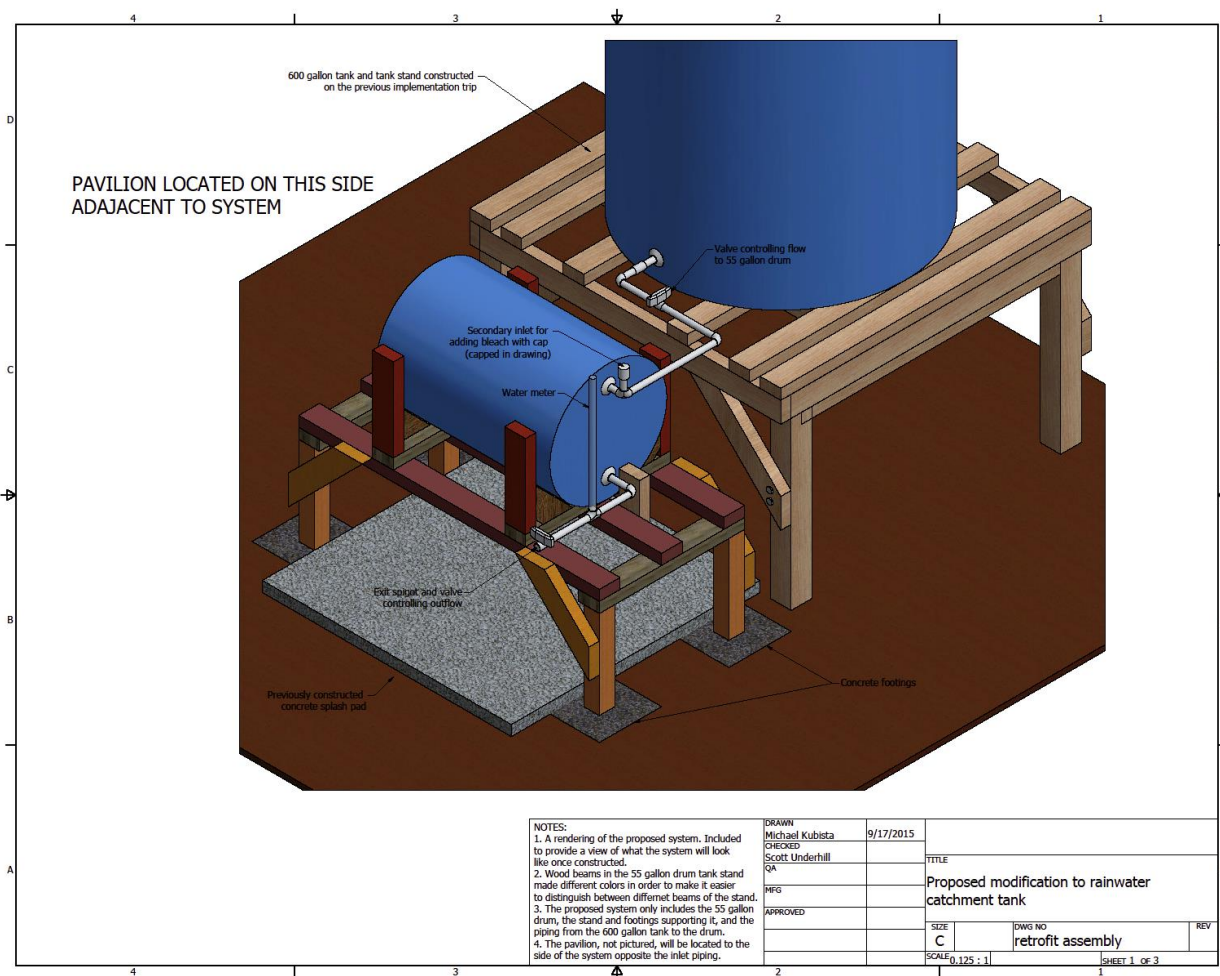 4
3
2
1
D
C
B
A
600 gallon tank and tank stand constructed
on the previous implementation trip
PAVILION LOCATED ON THIS SIDE
ADAJACENT TO SYSTEM
Valve controlling flow
to 55 gallon drum
Secondary inlet for
adding bleach with cap
(capped in drawing)
Water meter
Exit spigot and valve
controlling outflow
Previously constructed
concrete splash pad
Concrete footings
NOTES:
1. A rendering of the proposed system. Included
to provide a view of what the system will look
like once constructed.
2. Wood beams in the 55 gallon drum tank stand
made different colors in order to make it easier
to distinguish between differnet beams of the stand.
3. The proposed system only includes the 55 gallon
drum, the stand and footings supporting it, and the
piping from the 600 gallon tank to the drum.
4. The pavilion, not pictured, will be located to the
side of the system opposite the inlet piping.
DRAWN
Michael Kubista 9/17/2015
CHECKED
Scott Underhill
QA
MFG
APPROVED
TITLE
Proposed modification to rainwater
catchment tank
SIZE
C
DWG NO
retrofit assembly
REV
SCALE 0.125 : 1
SHEET 1 OF 3
4
3
2
1